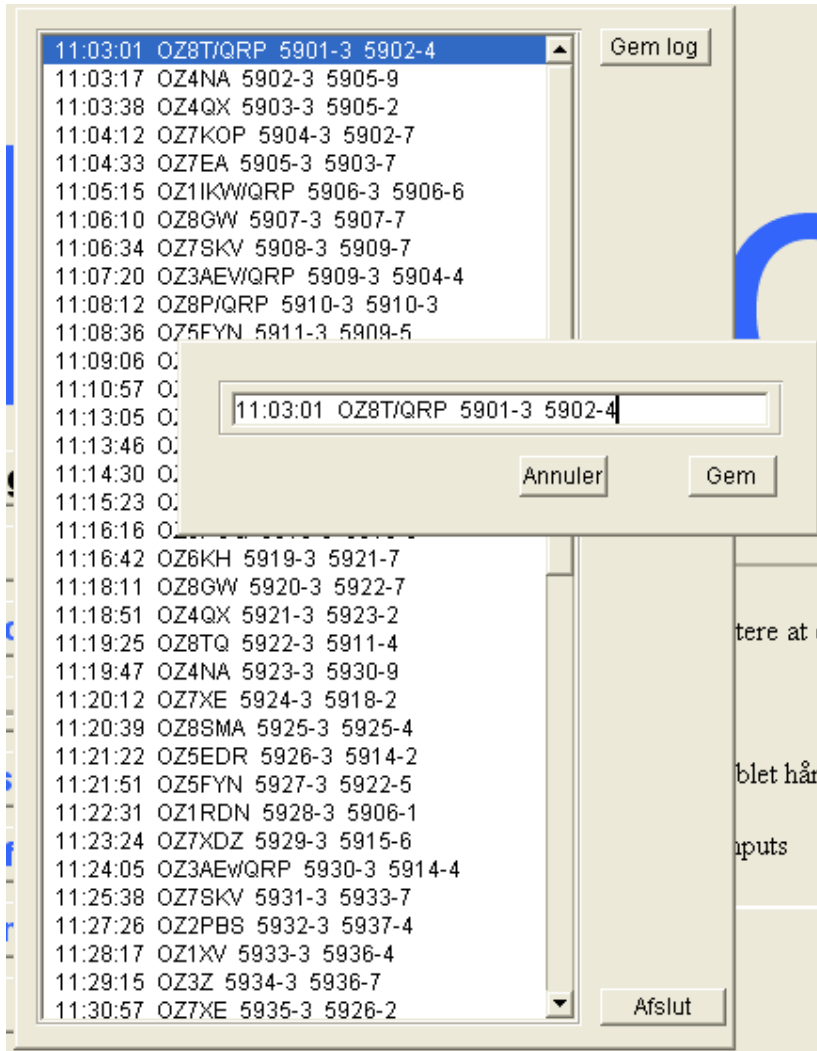 11:03:01 OZ8T/QRP 5901-3 5902-4
Gem log
11:03:17 OZ4NA 5902-3 5905-9
11:03:38 OZ4QX 5903-3 5905-2
11:04:12 OZ7KOP 5904-3 5902-7
11:04:33 OZ7EA 5905-3 5903-7
11:05:15 OZ1IKW/QRP 5906-3 5906-6
11:06:10 OZ8GW 5907-3 5907-7
11:06:34 OZ7SKV 5908-3 5909-7
11:07:20 OZ3AEV/QRP 5909-3 5904-4
11:08:12 OZ8P/QRP 5910-3 5910-3
11:08:36 OZ5FYN 5911-3 5909-5
11:09:06
11:10:57
11:13:05
11:13:46
11:14:30
11:15:23
11:16:16
11:03:01 OZ8T/QRP 5901-3 5902-4
Annuler
Gem
11:16:42 OZ6KH 5919-3 5921-7
11:18:11 OZ8GW 5920-3 5922-7
11:18:51 OZ4QX 5921-3 5923-2
11:19:25 OZ8TQ 5922-3 5911-4
11:19:47 OZ4NA 5923-3 5930-9
11:20:12 OZ7XE 5924-3 5918-2
11:20:39 OZ8SMA 5925-3 5925-4
11:21:22 OZ5EDR 5926-3 5914-2
11:21:51 OZ5FYN 5927-3 5922-5
11:22:31 OZ1RDN 5928-3 5906-1
11:23:24 OZ7XDZ 5929-3 5915-6
11:24:05 OZ3AEV/QRP 5930-3 5914-4
11:25:38 OZ7SKV 5931-3 5933-7
11:27:26 OZ2PBS 5932-3 5937-4
11:28:17 OZ1XV 5933-3 5936-4
11:29:15 OZ3Z 5934-3 5936-7
11:30:57 OZ7XE 5935-3 5926-2
Afslut
tere at
blet hår
nputs